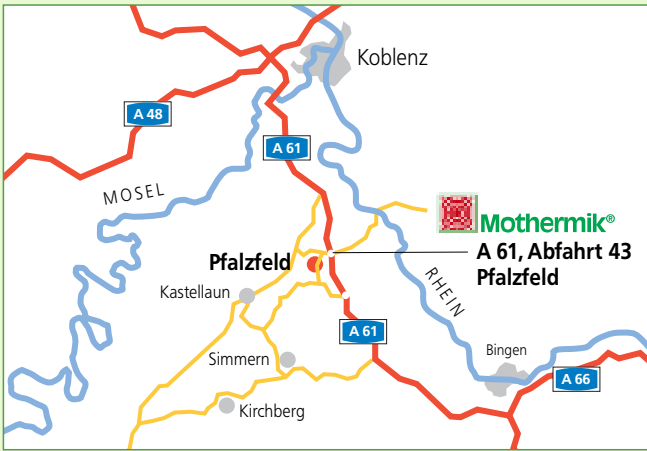 Koblenz
A 48
A 61
MOSEL
Mothermik®
A 61, Abfahrt 43
Pfalzfeld
Pfalzfeld
Kastellaun
RHEIN
A 61
Simmern
Bingen
A 66
Kirchberg